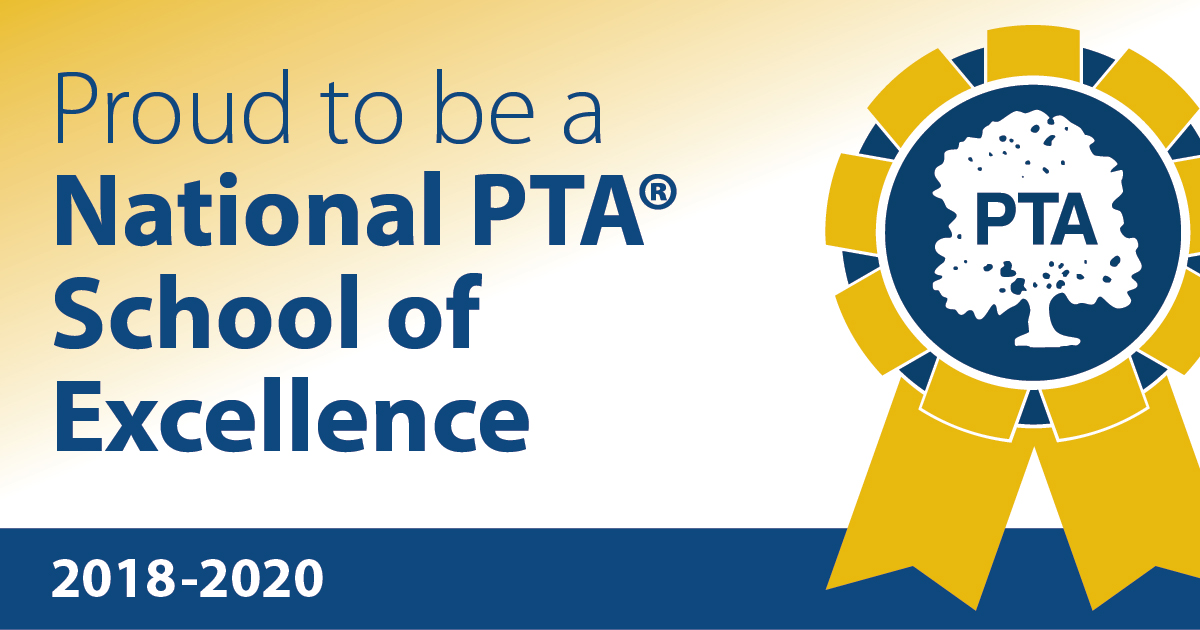 Proud to be a
National PTA®
School of
Excellence
PTA
2018-2020